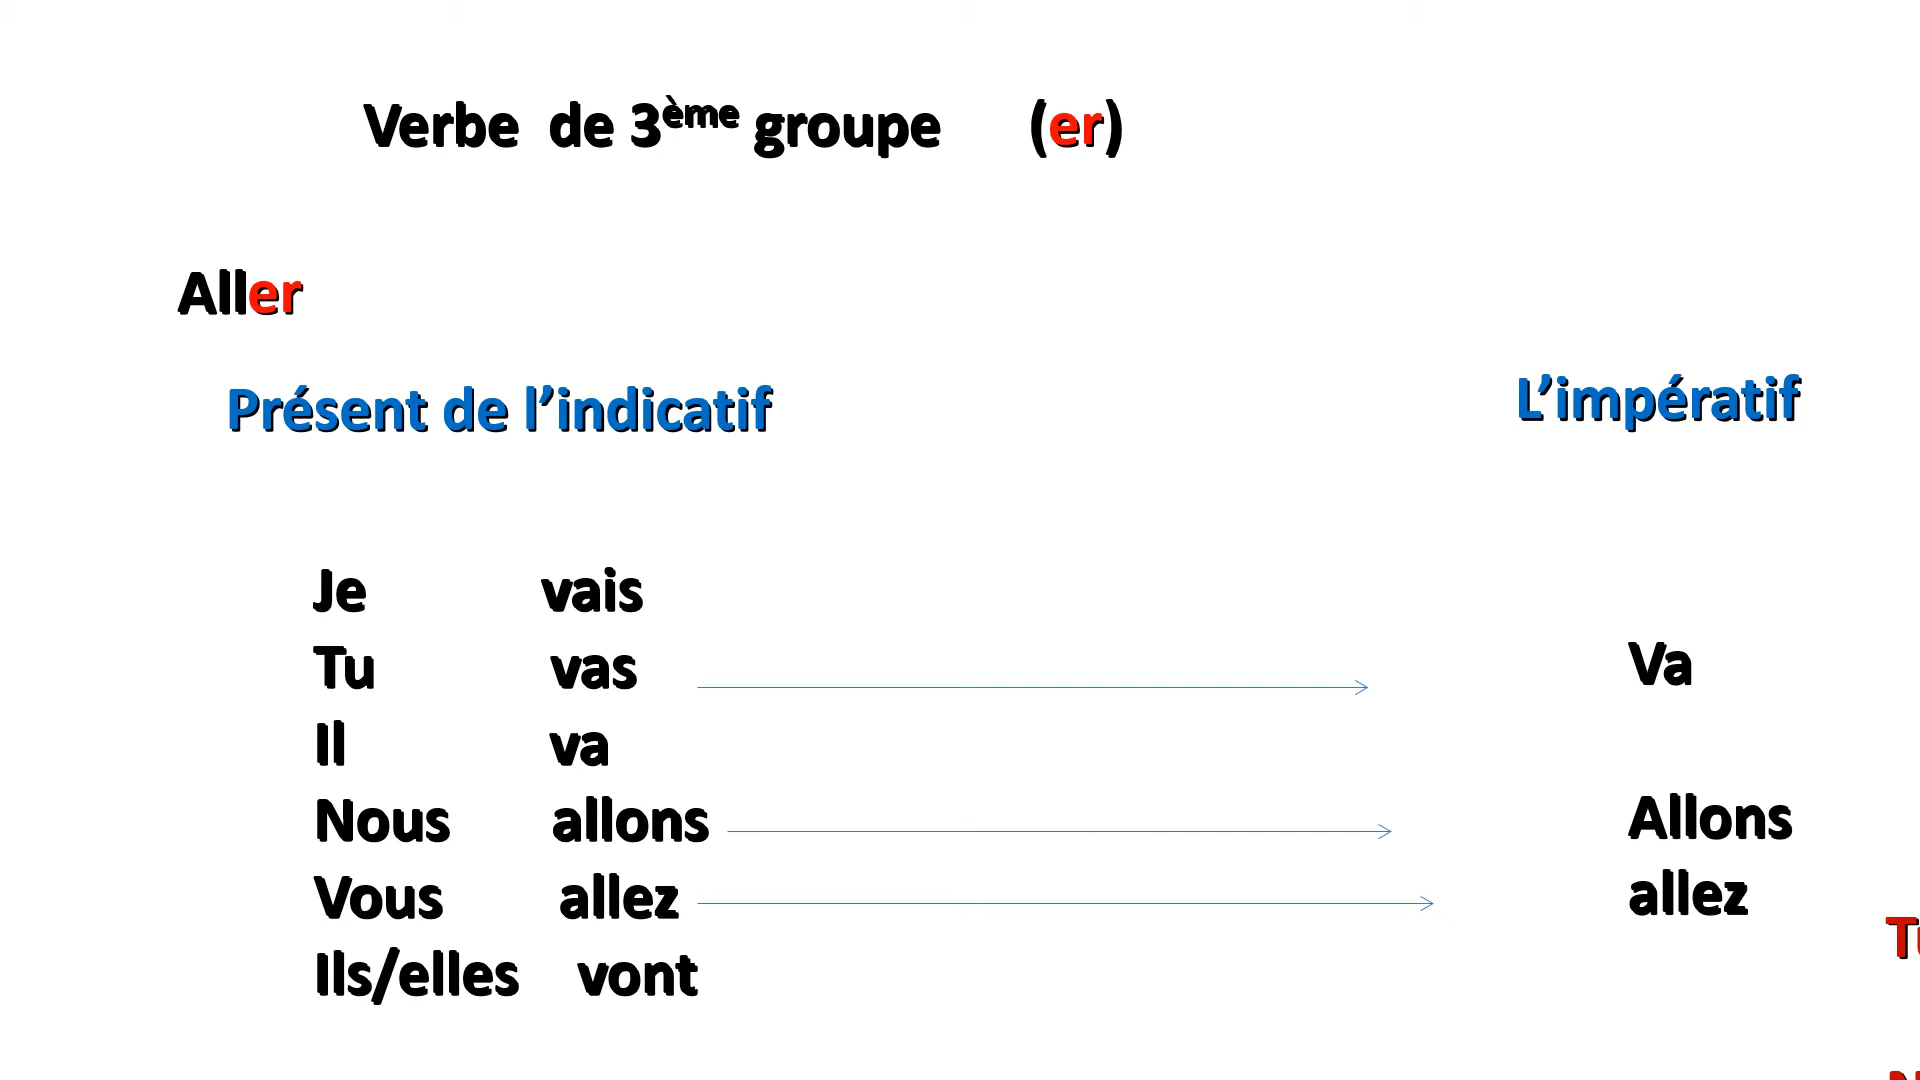 Verbe de 3ème groupe (er)
Aller
Présent de l’indicatif L’impératif
Je vais
Tu vas Va
Il va
Nous allons Allons
Vous allez allez
Ils/elles vont